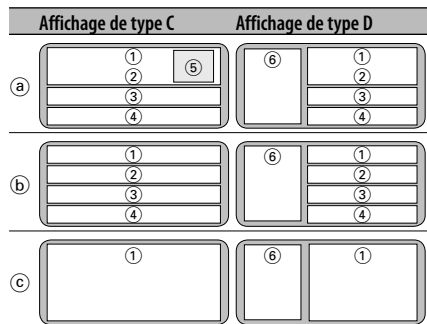 Affichage de type C Affichage de type D
ⓐ
① ⑤ ⑥ ①
② ②
③ ③
④ ④
ⓑ
① ⑥ ①
② ②
③ ③
④ ④
ⓒ
① ⑥ ①